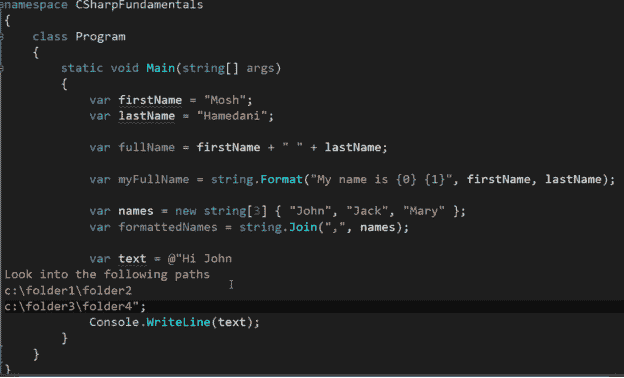 namespace CSharpFundamentals
{
class Program
{
static void Main(string[] args)
{
var firstName = "Mosh";
var lastName = "Hamedani";
var fullName = firstName + " " + lastName;
var myFullName = string.Format("My name is {0} {1}", firstName, lastName);
var names = new string[3] { "John", "Jack", "Mary" };
var formattedNames = string.Join(",", names);
var text = @"Hi John
Look into the following paths
c:\folder1\folder2
c:\folder3\folder4";
Console.WriteLine(text);
}
}
}